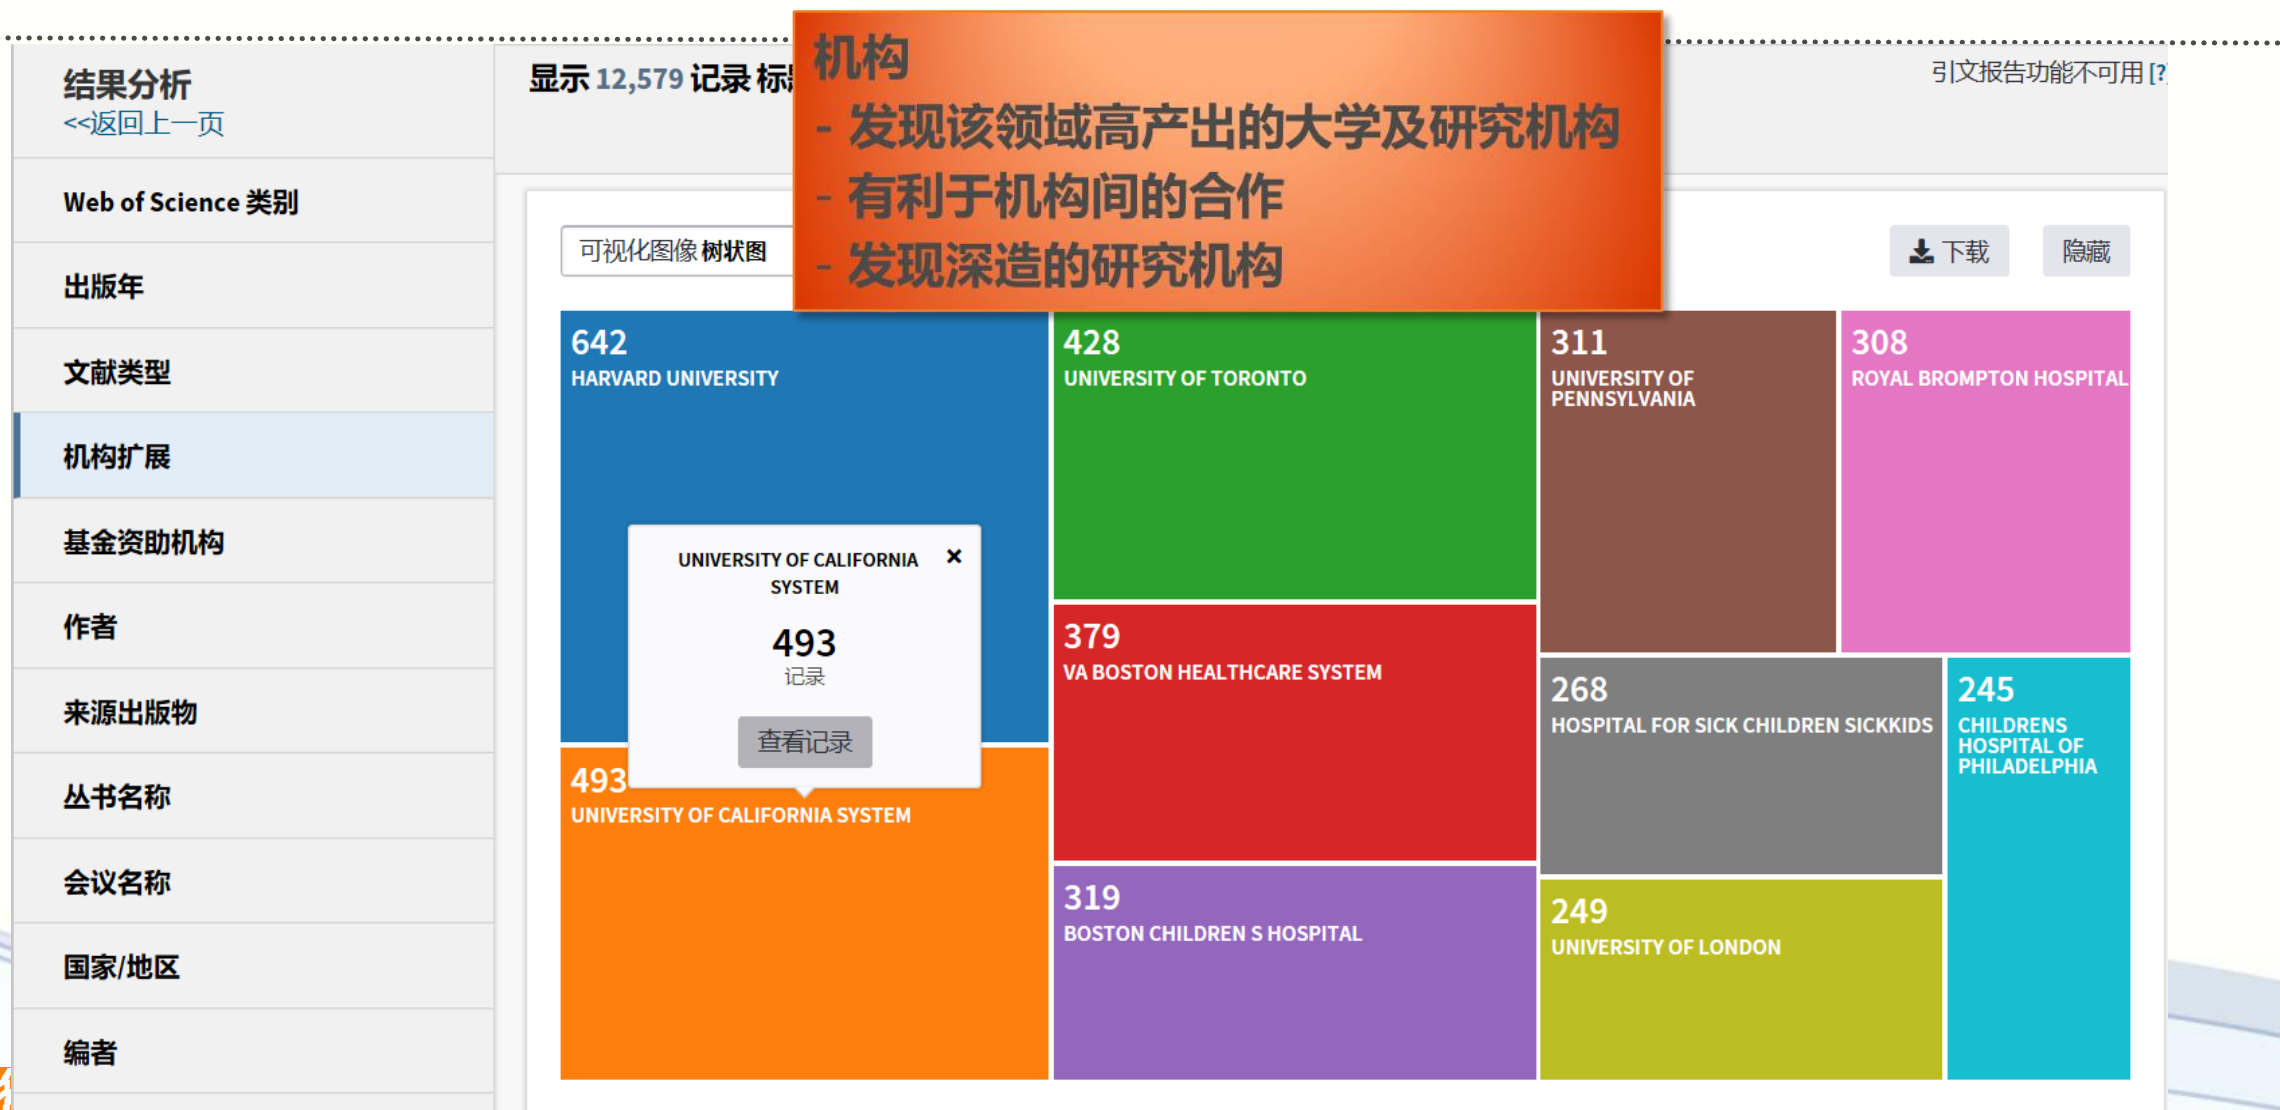 机构
- 发现该领域高产出的大学及研究机构
- 有利于机构间的合作
- 发现深造的研究机构
结果分析
<<返回上一页
Web of Science 类别
出版年
文献类型
机构扩展
基金资助机构
作者
来源出版物
丛书名称
会议名称
国家/地区
编者
显示 12,579 记录 标
引文报告功能不可用 [?]
可视化图像 树状图
下载
隐藏
642
HARVARD UNIVERSITY
UNIVERSITY OF CALIFORNIA
SYSTEM
493
记录
查看记录
493
UNIVERSITY OF CALIFORNIA SYSTEM
428
UNIVERSITY OF TORONTO
379
VA BOSTON HEALTHCARE SYSTEM
319
BOSTON CHILDREN S HOSPITAL
311
UNIVERSITY OF
PENNSYLVANIA
308
ROYAL BROMPTON HOSPITAL
268
HOSPITAL FOR SICK CHILDREN SICKKIDS
249
UNIVERSITY OF LONDON
245
CHILDRENS
HOSPITAL OF
PHILADELPHIA